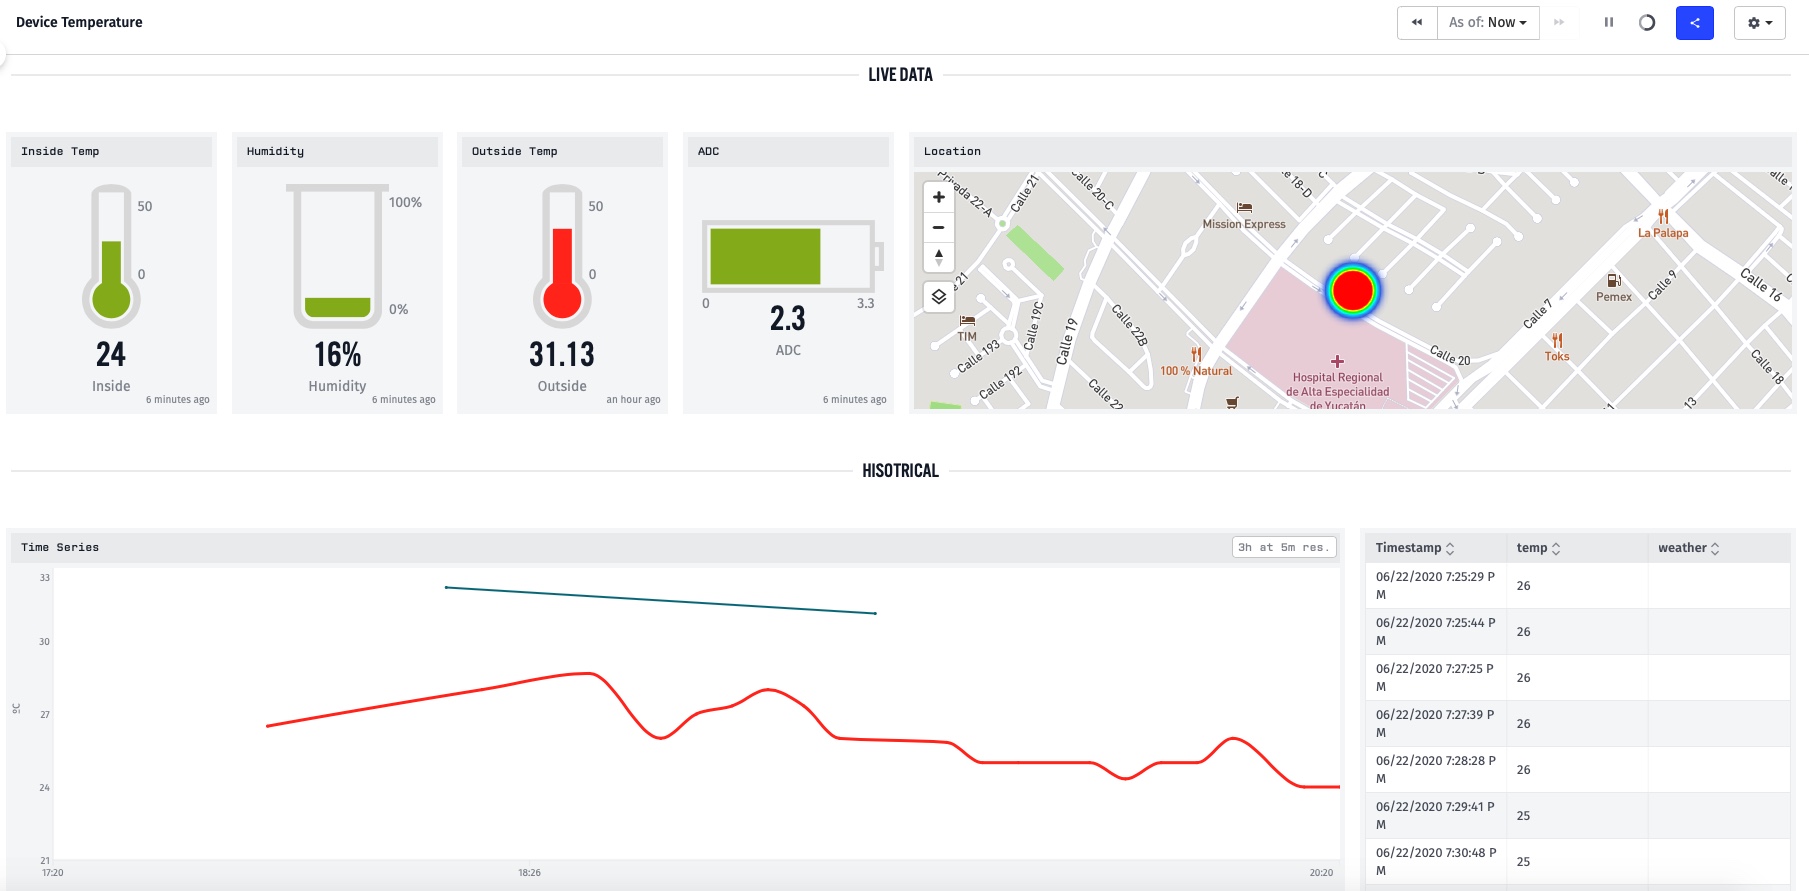 Device Temperature
As of: Now
LIVE DATA
Inside Temp
50
0
24
Inside
6 minutes ago
Humidity
100%
0%
16%
Humidity
6 minutes ago
Outside Temp
50
0
31.13
Outside
an hour ago
ADC
0
3.3
2.3
ADC
6 minutes ago
Location
Privada 22-A
Calle 21
Calle 20-C
18-D
Mission Express
La Palapa
21
TIM
Calle 19C
Calle 193
Calle 192
Calle 19
Calle 22B
Calle 22
100 % Natural
Hospital Regional
de Alta Especialidad
de Yucatán
Calle 20
Calle 7
Toks
Pemex
Calle 9
Calle 16
Calle 18
13
HISOTRICAL
Time Series
3h at 5m res.
33
30
27
24
21
ºC
17:20
18:26
20:20
Timestamp temp weather
06/22/2020 7:25:29 P
M
26
06/22/2020 7:25:44 P
M
26
06/22/2020 7:27:25 P
M
26
06/22/2020 7:27:39 P
M
26
06/22/2020 7:28:28 P
M
26
06/22/2020 7:29:41 P
M
25
06/22/2020 7:30:48 P
M
25